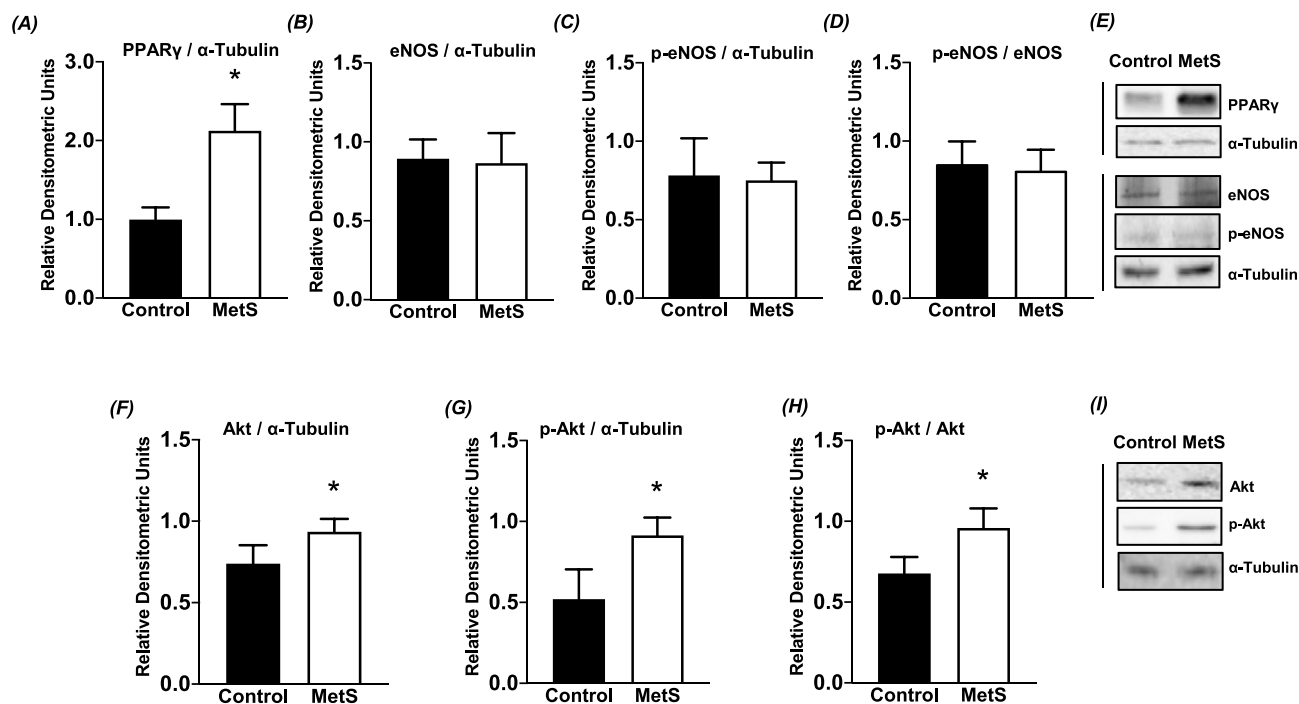 (A)
PPARγ / α-Tubulin
Relative Densitometric Units
3.0
2.0
1.0
0.0
*
Control
MetS
(B)
eNOS / α-Tubulin
Relative Densitometric Units
1.5
1.0
0.5
0.0
Control
MetS
(C)
p-eNOS / α-Tubulin
Relative Densitometric Units
1.5
1.0
0.5
0.0
Control
MetS
(D)
p-eNOS / eNOS
Relative Densitometric Units
1.5
1.0
0.5
0.0
Control
MetS
(E)
Control MetS
PPARγ
α-Tubulin
eNOS
p-eNOS
α-Tubulin
(F)
Akt / α-Tubulin
Relative Densitometric Units
1.5
1.0
0.5
0.0
*
Control
MetS
(G)
p-Akt / α-Tubulin
Relative Densitometric Units
1.5
1.0
0.5
0.0
*
Control
MetS
(H)
p-Akt / Akt
Relative Densitometric Units
1.5
1.0
0.5
0.0
*
Control
MetS
(I)
Control MetS
Akt
p-Akt
α-Tubulin